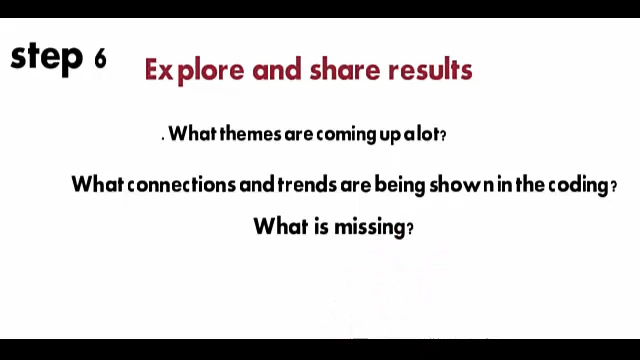 step 6
Explore and share results
. What themes are coming up a lot?
What connections and trends are being shown in the coding?
What is missing?